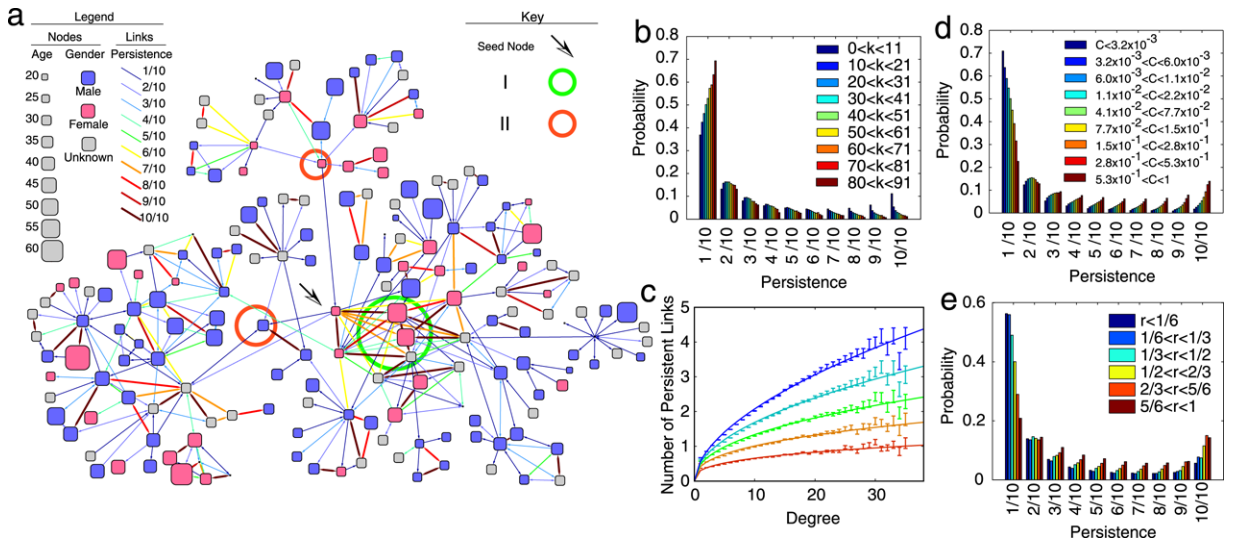 a
Legend
Nodes
Links
Age
Gender
Persistence
20
25
30
35
40
45
50
55
60
Male
Female
Unknown
1/10
2/10
3/10
4/10
5/10
6/10
7/10
8/10
9/10
10/10
Key
Seed Node
I
II
b
Probability
0.8
0.7
0.6
0.5
0.4
0.3
0.2
0.1
0
0<k<11
10<k<21
20<k<31
30<k<41
40<k<51
50<k<61
60<k<71
70<k<81
80<k<91
1/10
2/10
3/10
4/10
5/10
6/10
7/10
8/10
9/10
10/10
Persistence
c
Number of Persistent Links
5
4
3
2
1
0
0
10
20
30
Degree
d
Probability
0.8
0.7
0.6
0.5
0.4
0.3
0.2
0.1
0
C<3.2x10⁻³
3.2x10⁻³<C<6.0x10⁻³
6.0x10⁻³<C<1.1x10⁻²
1.1x10⁻²<C<2.2x10⁻²
4.1x10⁻²<C<7.7x10⁻²
7.7x10⁻²<C<1.5x10⁻¹
1.5x10⁻¹<C<2.8x10⁻¹
2.8x10⁻¹<C<5.3x10⁻¹
5.3x10⁻¹<C<1
1/10
2/10
3/10
4/10
5/10
6/10
7/10
8/10
9/10
10/10
Persistence
e
Probability
0.6
0.4
0.2
0
r<1/6
1/6<r<1/3
1/3<r<1/2
1/2<r<2/3
2/3<r<5/6
5/6<r<1
1/10
2/10
3/10
4/10
5/10
6/10
7/10
8/10
9/10
10/10
Persistence